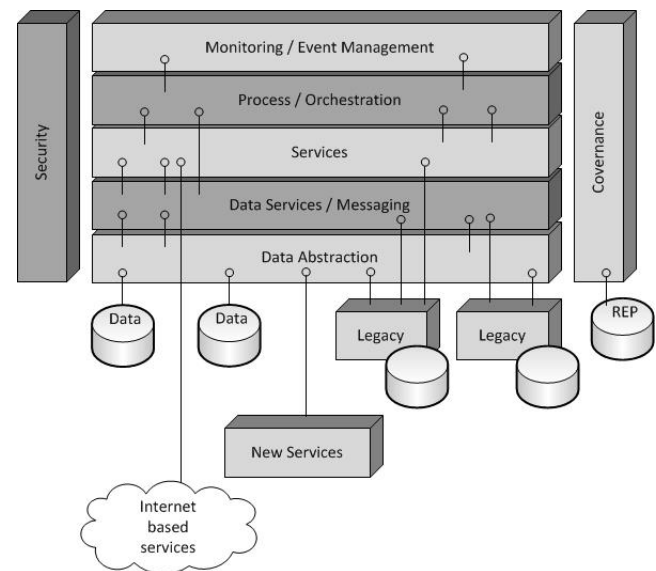 Monitoring / Event Management
Process / Orchestration
Services
Data Services / Messaging
Data Abstraction
Security
Governance
Data
Data
Legacy
Legacy
REP
New Services
Internet
based
services